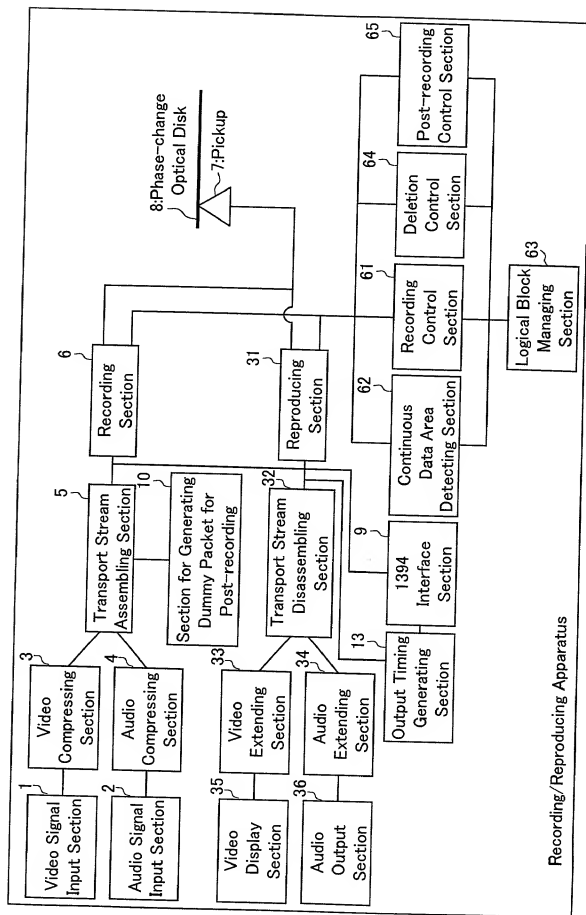 1
Video Signal
Input Section
2
Audio Signal
Input Section
3
Video
Compressing
Section
4
Audio
Compressing
Section
5
Transport Stream
Assembling Section
10
Section for Generating
Dummy Packet for
Post-recording
6
Recording
Section
8:Phase-change
Optical Disk
7:Pickup
35
Video
Display
Section
36
Audio
Output
Section
33
Video
Extending
Section
34
Audio
Extending
Section
32
Transport Stream
Disassembling
Section
31
Reproducing
Section
13
Output Timing
Generating
Section
9
1394
Interface
Section
62
Continuous
Data Area
Detecting Section
61
Recording
Control
Section
64
Deletion
Control
Section
65
Post-recording
Control Section
63
Logical Block
Managing
Section
Recording/Reproducing Apparatus